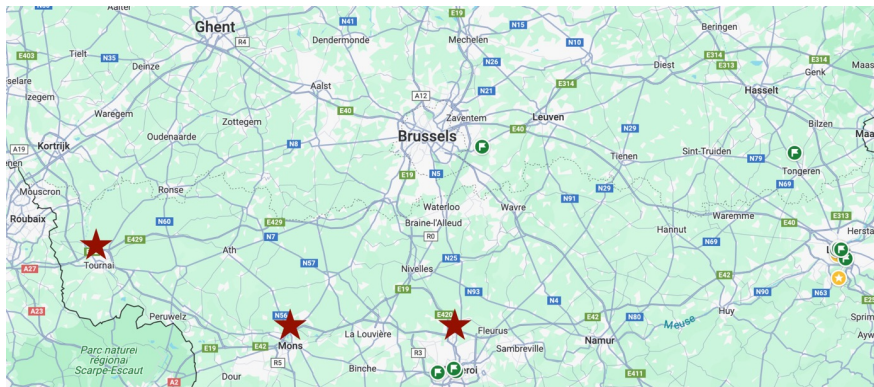 Aalter
E19
Ghent
N41
N15
Beringen
E403
Tielt
R4
Dendermonde
Mechelen
N10
E314
N35
Deinze
N26
Diest
E313
Genk
Maas
eselare
Aalst
A12
E314
Hasselt
Izegem
N21
Waregem
Zottegem
E40
Zaventem
Leuven
Bilzen
Brussels
E40
N29
A19
Kortrijk
Oudenaarde
N8
Maa
Tienen
Sint-Truiden
N79
Tongeren
Mouscron
Ronse
E19
N5
N29
N69
Roubaix
Waterloo
Wavre
N91
Waremme
E313
N60
E429
Braine-l'Alleud
E40
Hannut
Herstal
E429
N7
Ath
R0
N69
Tournai
N57
N25
A27
Nivelles
E42
N90
N63
E19
N93
N4
Huy
E25
A23
Peruwelz
N56
E420
E42
N80
Meuse
Sprim
La Louvière
Fleurus
Parc naturel
régional
Scarpe-Escaut
E19
E42
Mons
R3
Sambreville
Namur
Ayw
R5
Binche
eroi
Dour
A2
E411